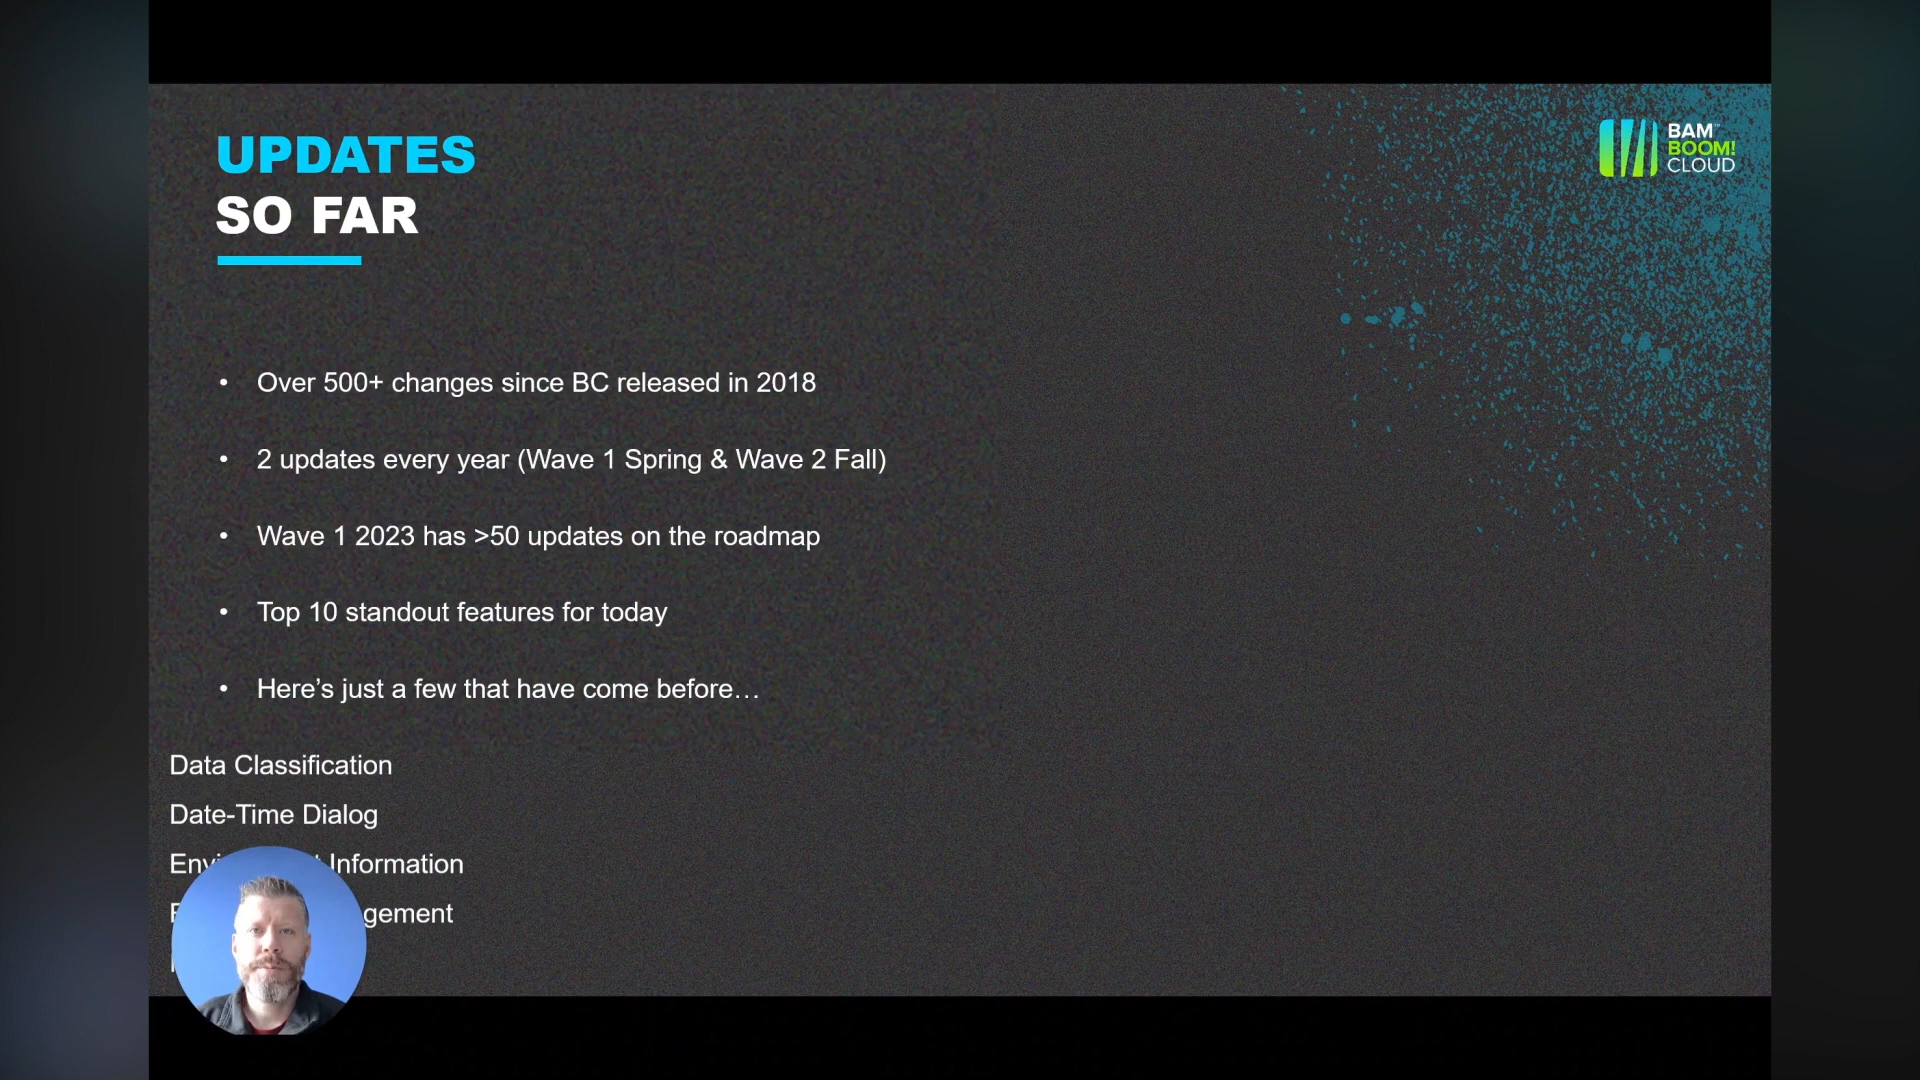 UPDATES
SO FAR
BAM™
BOOM!
CLOUD
• Over 500+ changes since BC released in 2018
• 2 updates every year (Wave 1 Spring & Wave 2 Fall)
• Wave 1 2023 has >50 updates on the roadmap
• Top 10 standout features for today
• Here’s just a few that have come before…
Data Classification
Date-Time Dialog
Information